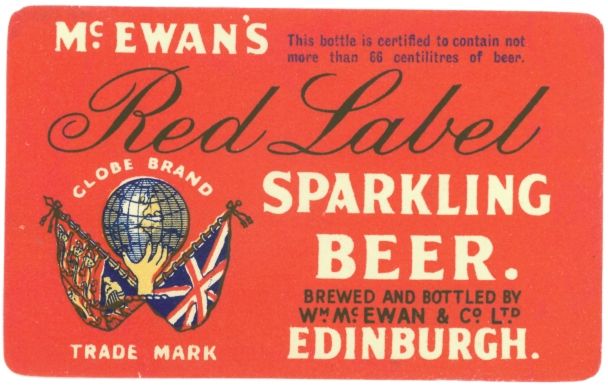 McEWAN'S
This bottle is certified to contain not
more than 66 centilitres of beer.
Red Label
GLOBE BRAND
TRADE MARK
SPARKLING
BEER.
BREWED AND BOTTLED BY
WM McEWAN & CO LTD
EDINBURGH.